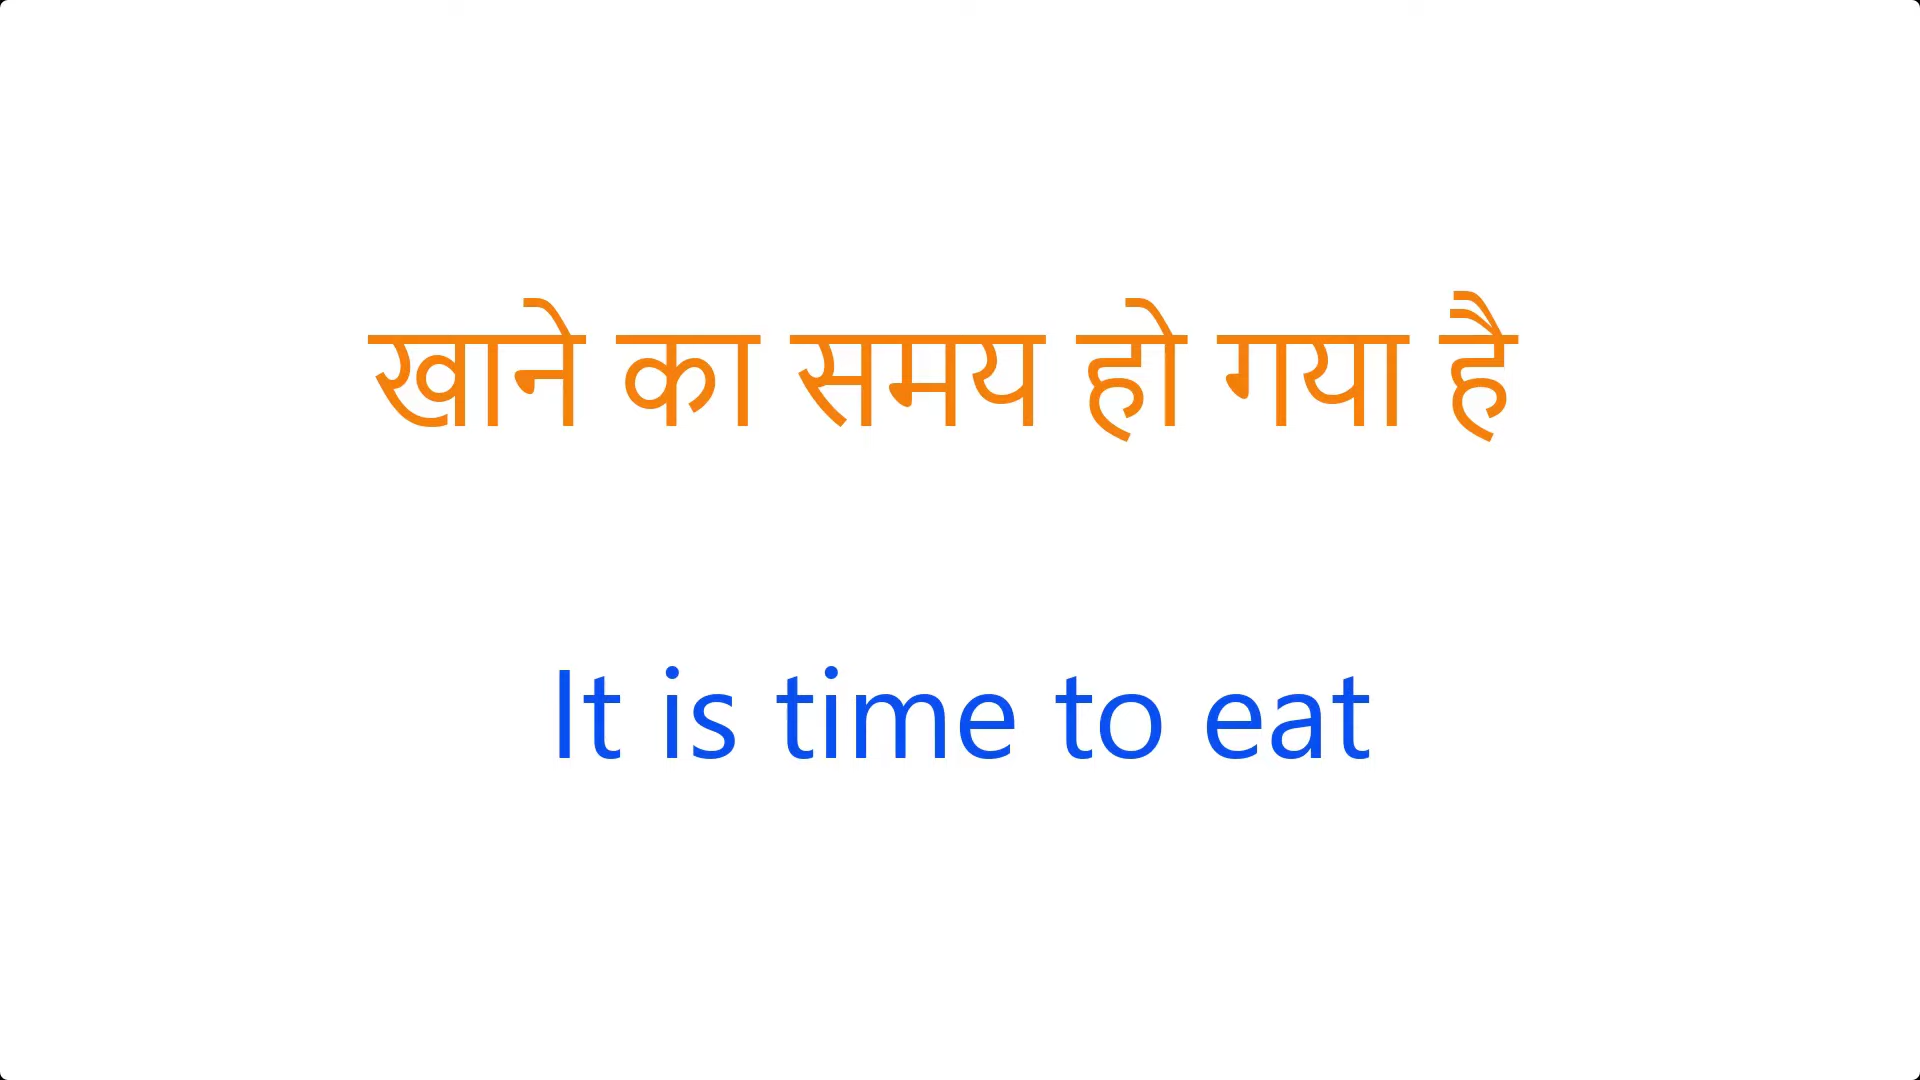 खाने का समय हो गया है
It is time to eat